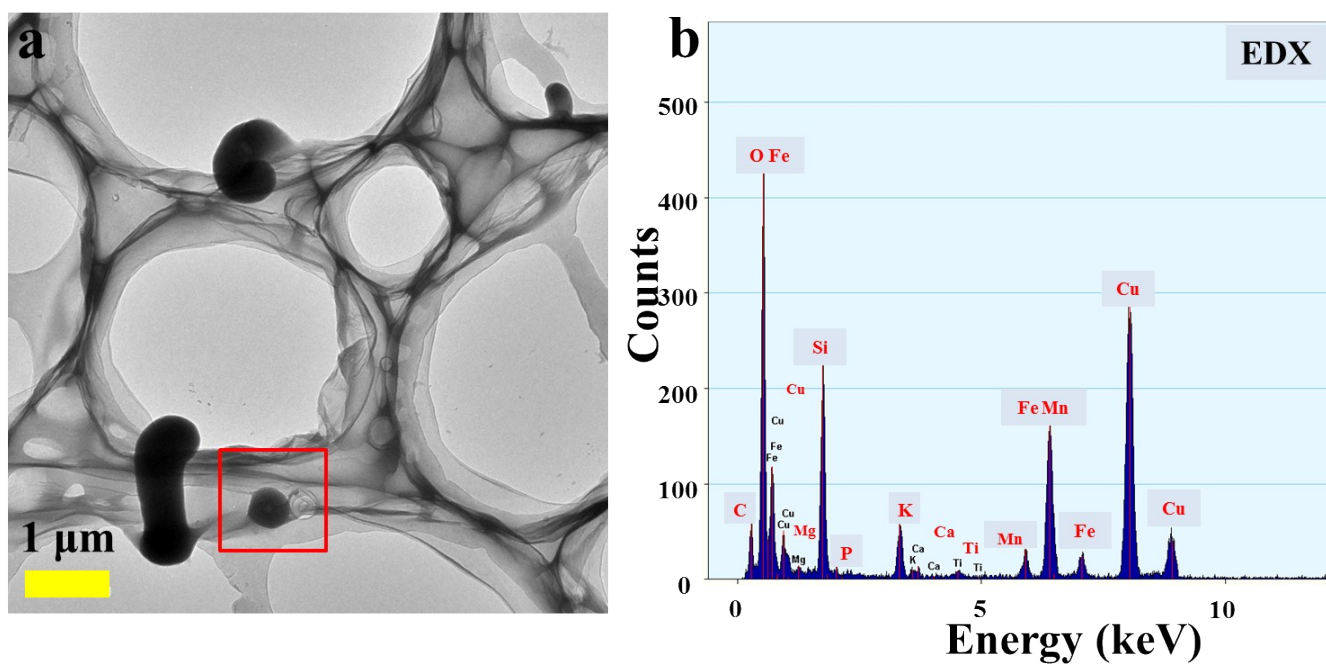 a
1 µm
b
EDX
Counts
500
400
300
200
100
0
O Fe
Cu
Si
Cu
Cu
Fe
Fe
Fe Mn
C
Cu
Cu
Mg
Mg
P
K
Ca
K
Ca
Ca
Ti
Ti
Ti
Mn
Fe
Cu
0
5
10
Energy (keV)